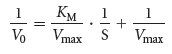 1/V₀ = K_M/V_max · 1/S + 1/V_max